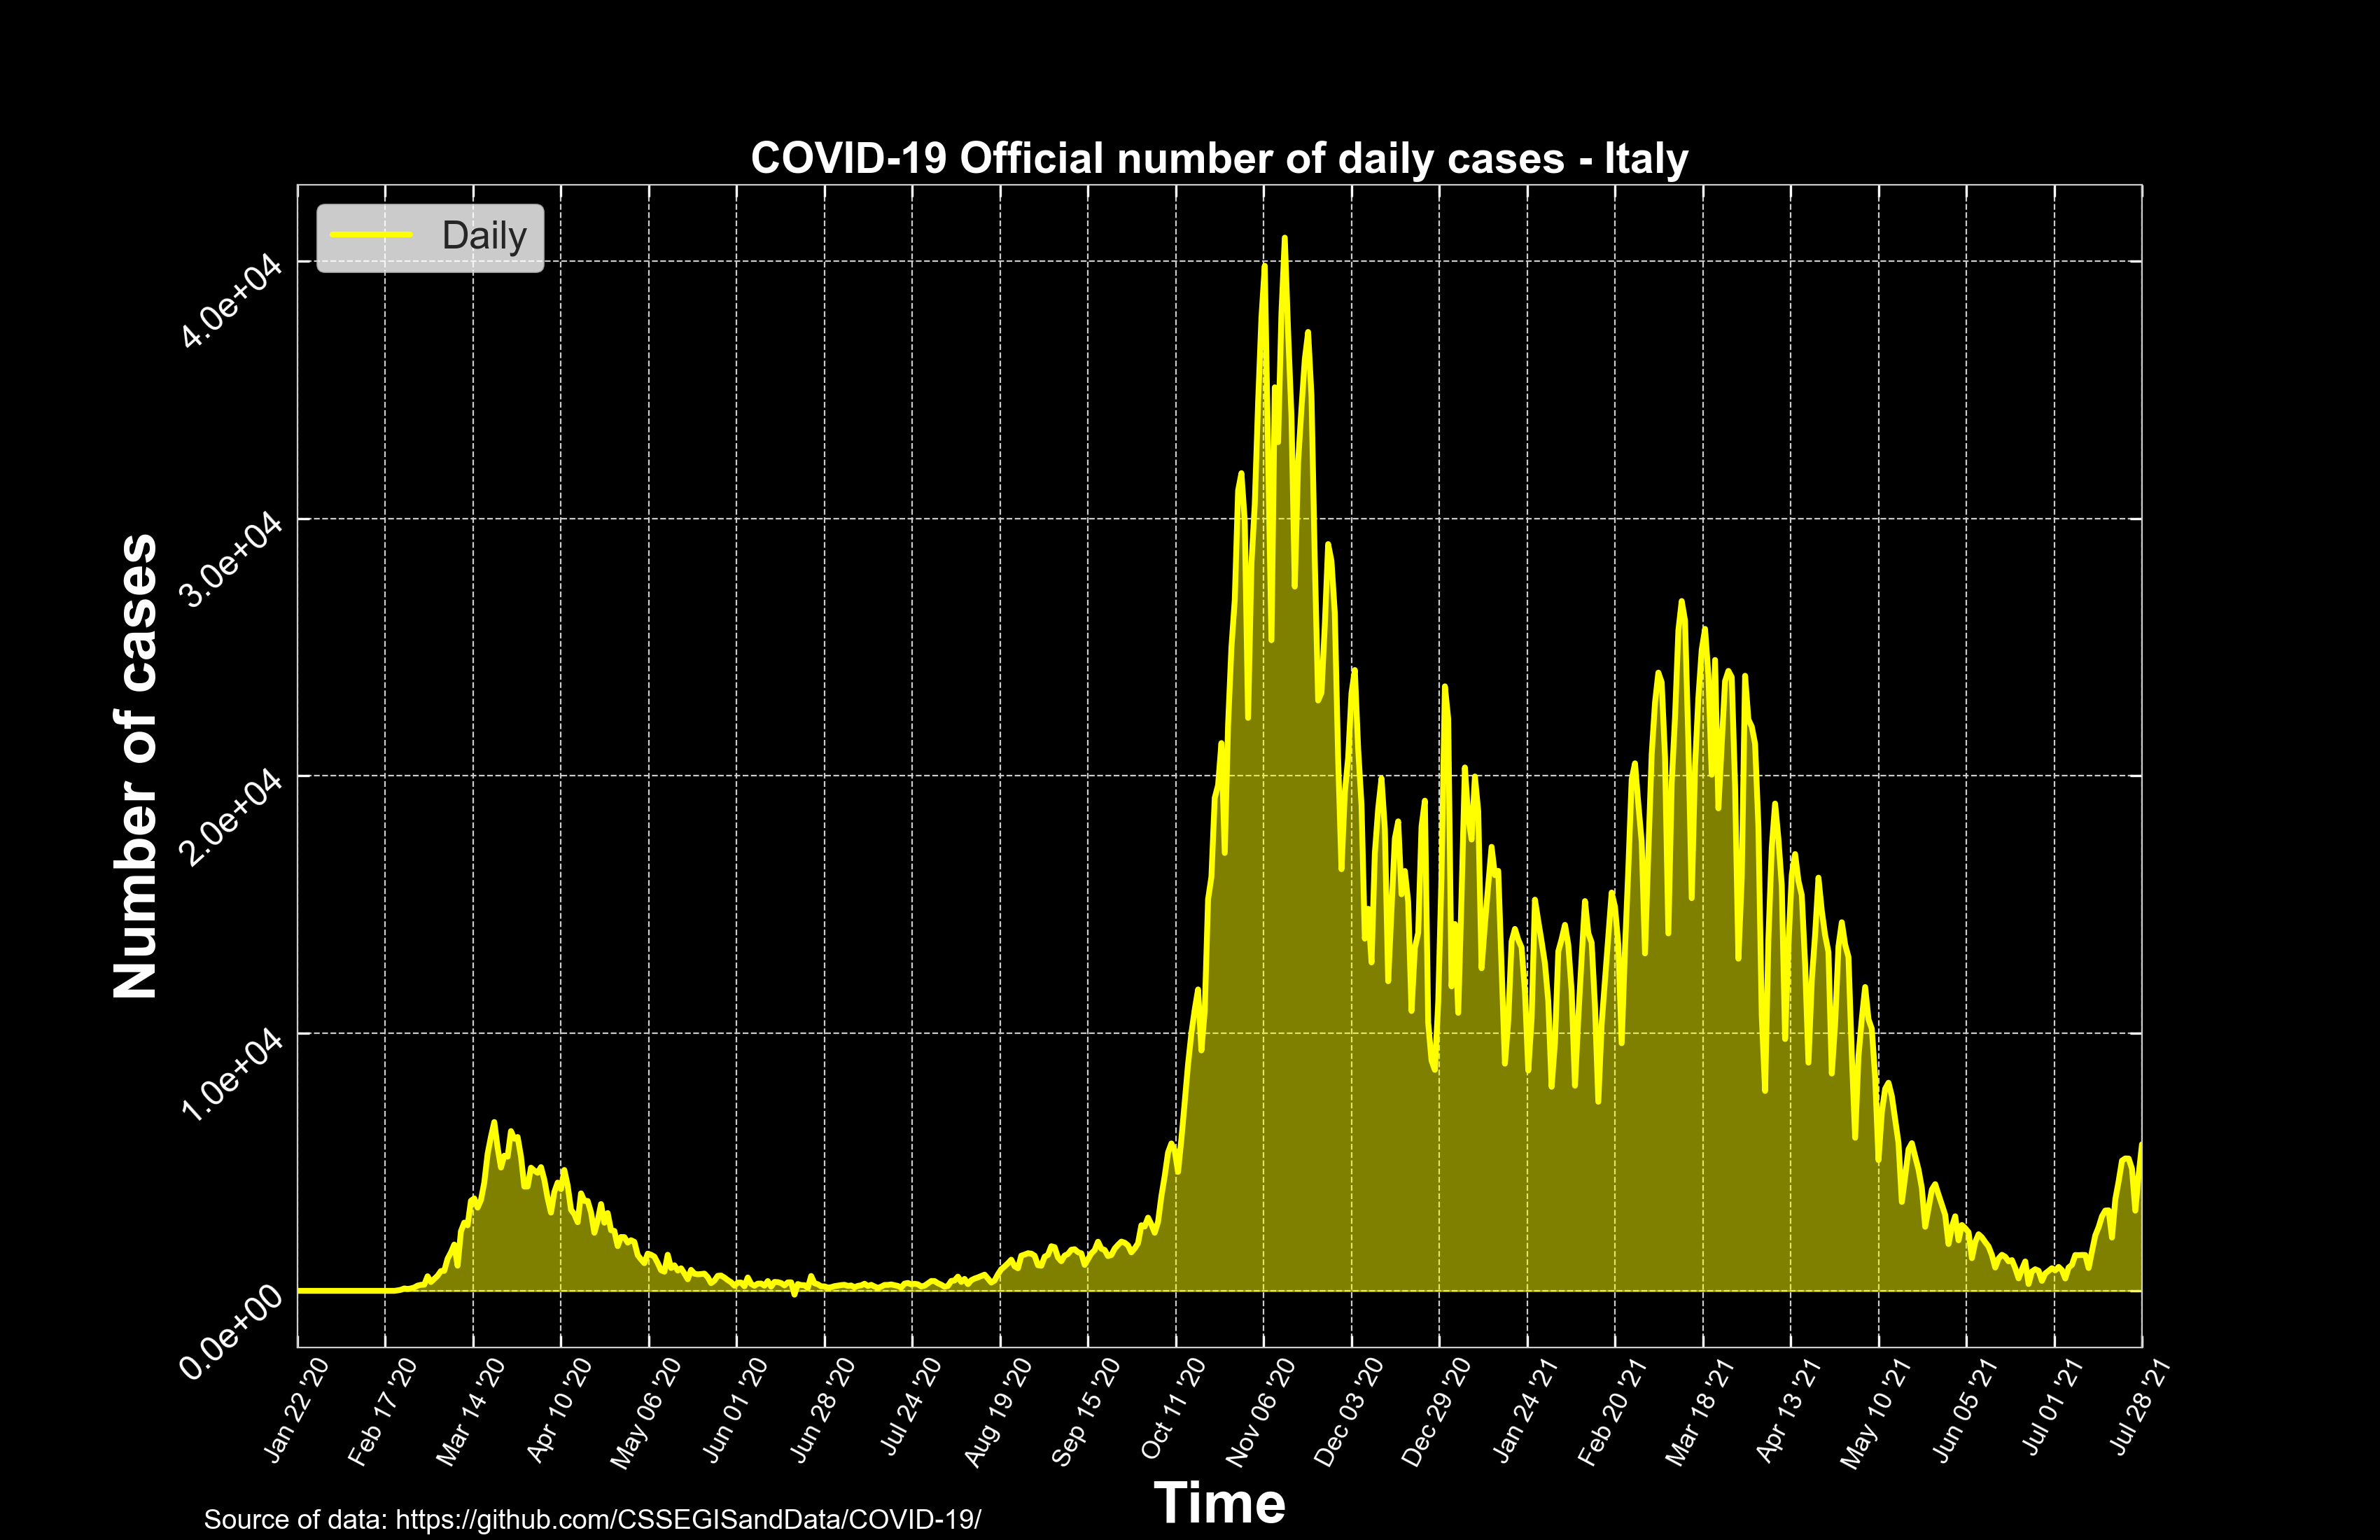 COVID-19 Official number of daily cases - Italy
Daily
Number of cases
4.0e+04
3.0e+04
2.0e+04
1.0e+04
0.0e+00
Jan 22 '20
Feb 17 '20
Mar 14 '20
Apr 10 '20
May 06 '20
Jun 01 '20
Jun 28 '20
Jul 24 '20
Aug 19 '20
Sep 15 '20
Oct 11 '20
Nov 06 '20
Dec 03 '20
Dec 29 '20
Jan 24 '21
Feb 20 '21
Mar 18 '21
Apr 13 '21
May 10 '21
Jun 05 '21
Jul 01 '21
Jul 28 '21
Time
Source of data: https://github.com/CSSEGISandData/COVID-19/